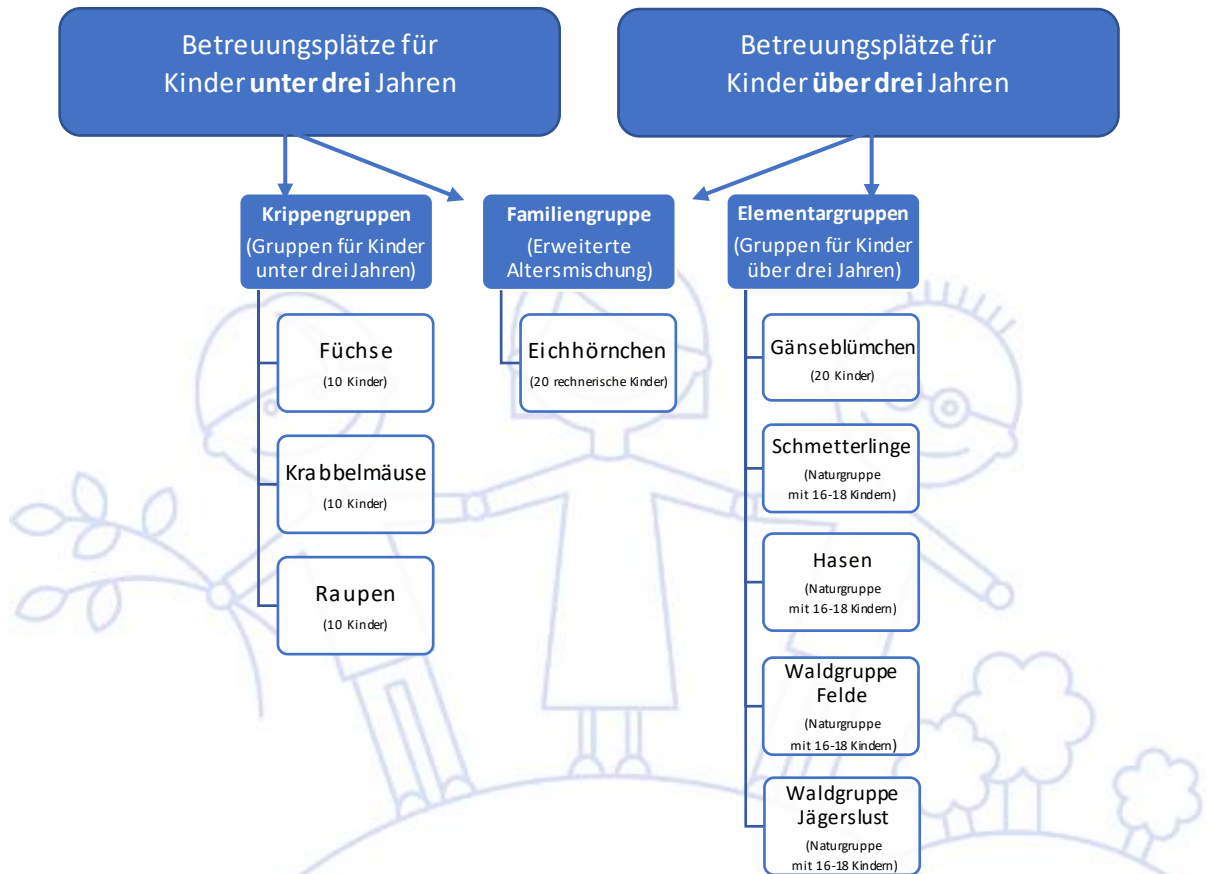 Betreuungsplätze für
Kinder unter drei Jahren
Betreuungsplätze für
Kinder über drei Jahren
Krippengruppen
(Gruppen für Kinder
unter drei Jahren)
Füchse
(10 Kinder)
Krabbelmäuse
(10 Kinder)
Raupen
(10 Kinder)
Familiengruppe
(Erweiterte
Altersmischung)
Eichhörnchen
(20 rechnerische Kinder)
Elementargruppen
(Gruppen für Kinder
über drei Jahren)
Gänseblümchen
(20 Kinder)
Schmetterlinge
(Naturgruppe
mit 16-18 Kindern)
Hasen
(Naturgruppe
mit 16-18 Kindern)
Waldgruppe
Felde
(Naturgruppe
mit 16-18 Kindern)
Waldgruppe
Jägerslust
(Naturgruppe
mit 16-18 Kindern)